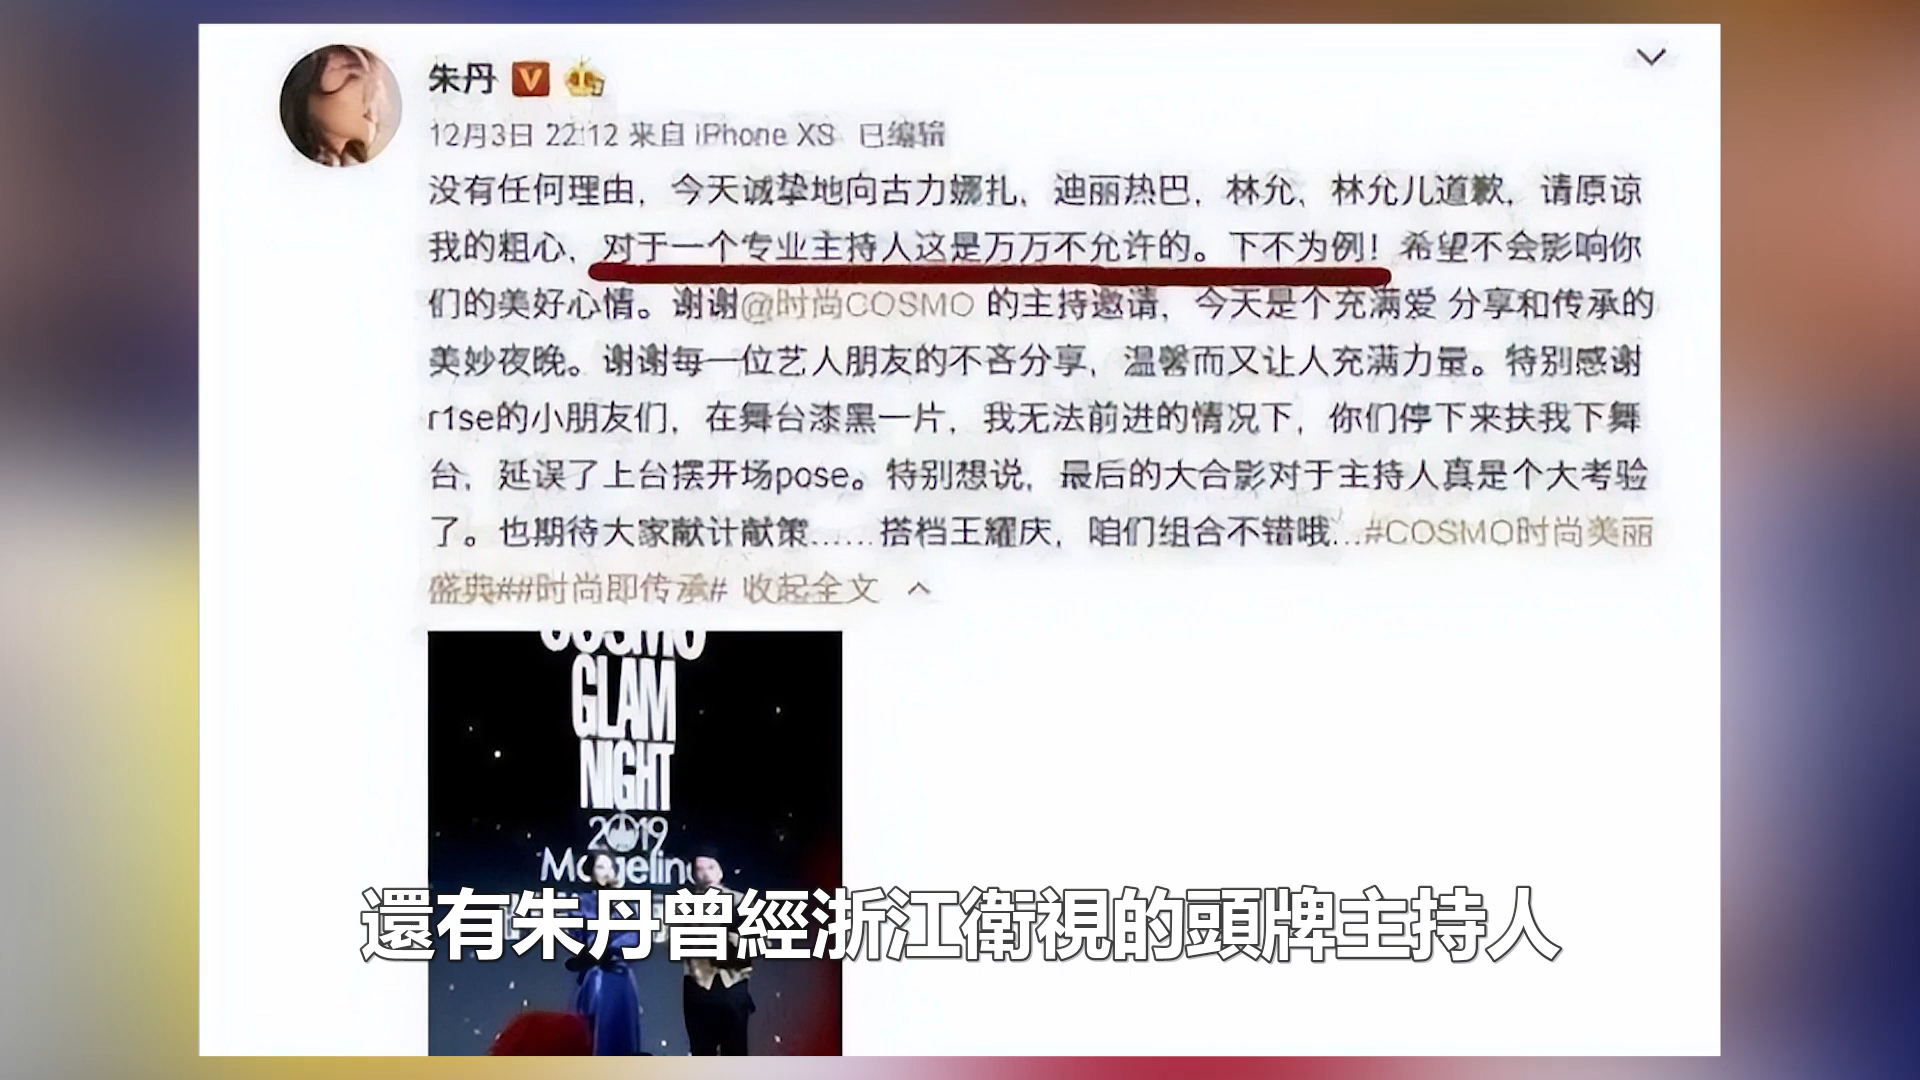 朱丹
12月3日 22:12 来自 iPhone XS 已编辑
没有任何理由，今天诚挚地向古力娜扎，迪丽热巴，林允，林允儿道歉，请原谅
我的粗心，对于一个专业主持人这是万万不允许的。下不为例！希望不会影响你
们的美好心情。谢谢@时尚COSMO 的主持邀请，今天是个充满爱 分享和传承的
美妙夜晚。谢谢每一位艺人朋友的不吝分享，温馨而又让人充满力量。特别感谢
r1se的小朋友们，在舞台漆黑一片，我无法前进的情况下，你们停下来扶我下舞
台，延误了上台摆开场pose。特别想说，最后的大合影对于主持人真是个大考验
了。也期待大家献计献策……搭档王耀庆，咱们组合不错哦...#COSMO时尚美丽
盛典##时尚即传承# 收起全文
COSMO
GLAM
NIGHT
2019
還有朱丹曾經浙江衛視的頭牌主持人